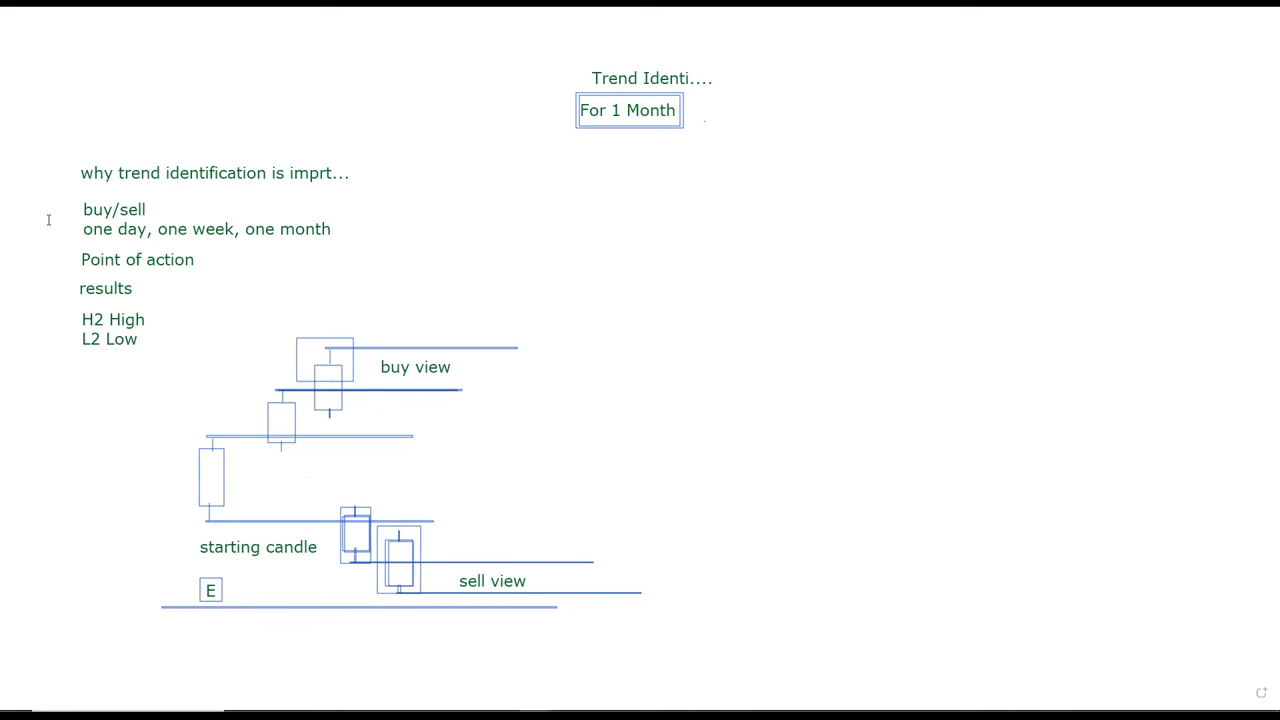 Trend Identi....
For 1 Month
why trend identification is imprt...
buy/sell
one day, one week, one month
Point of action
results
H2 High
L2 Low
buy view
starting candle
sell view
E